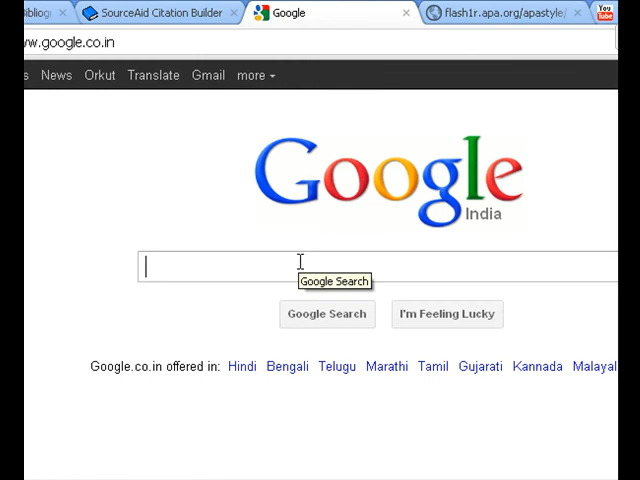 Bibliog SourceAid Citation Builder Google flash1r.apa.org/apastyle/ You Tube
ww.google.co.in
s News Orkut Translate Gmail more
Google
India
Google Search
Google Search I'm Feeling Lucky
Google.co.in offered in: Hindi Bengali Telugu Marathi Tamil Gujarati Kannada Malayal